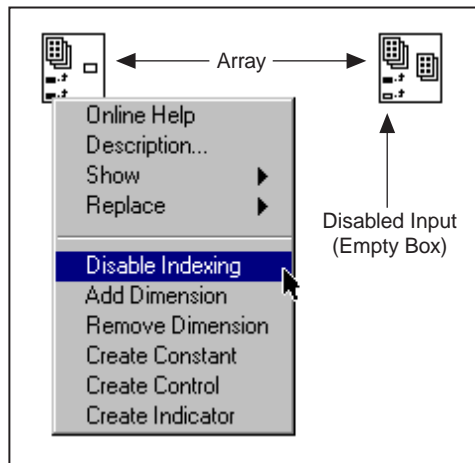 Array
Online Help
Description...
Show
Replace
Disable Indexing
Add Dimension
Remove Dimension
Create Constant
Create Control
Create Indicator
Disabled Input
(Empty Box)